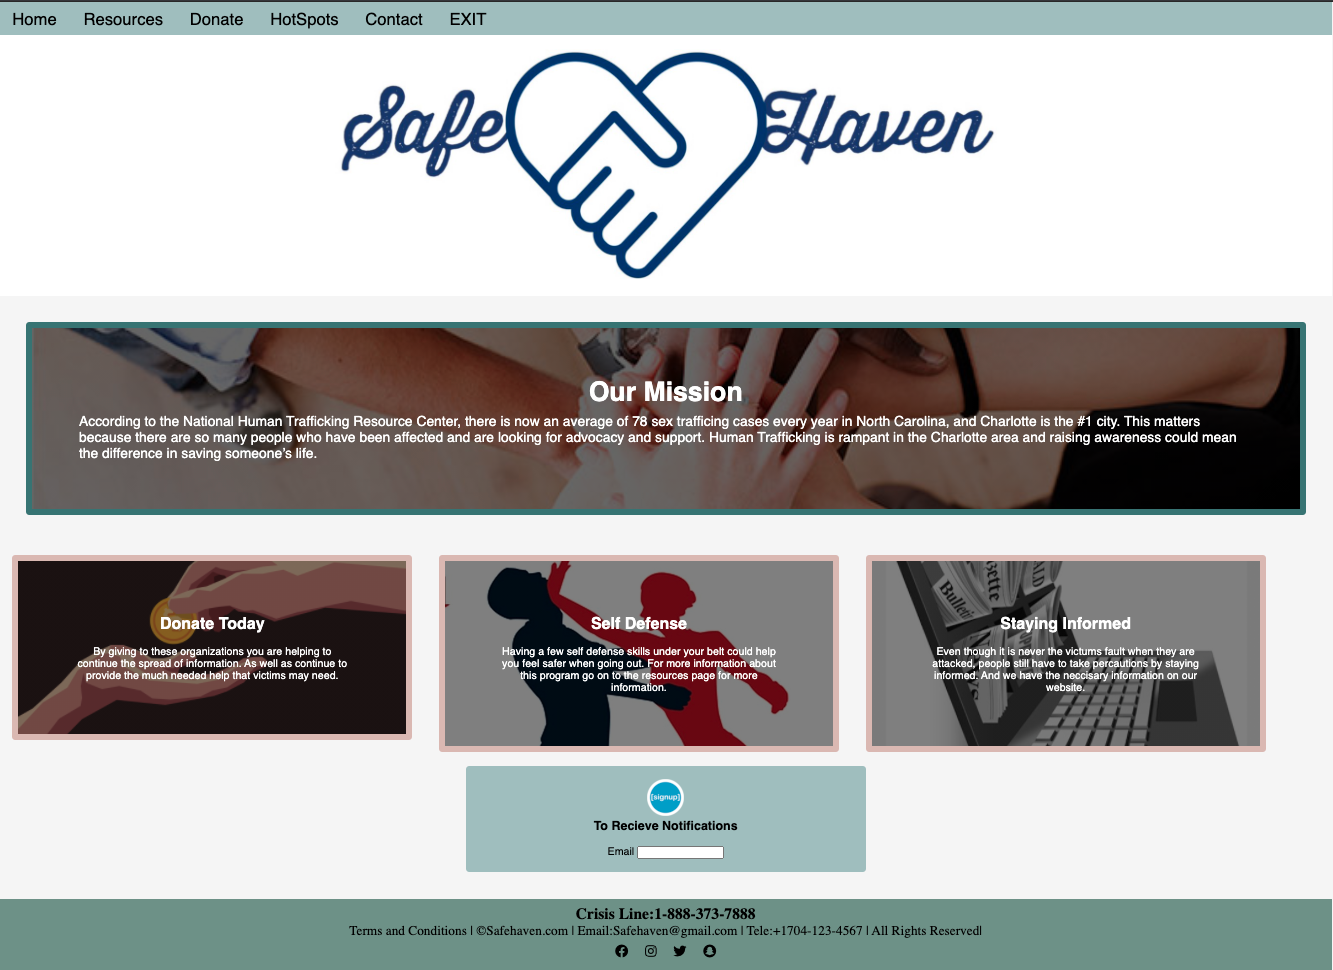 Home Resources Donate HotSpots Contact EXIT
Safe Haven
Our Mission
According to the National Human Trafficking Resource Center, there is now an average of 78 sex trafficing cases every year in North Carolina, and Charlotte is the #1 city. This matters
because there are so many people who have been affected and are looking for advocacy and support. Human Trafficking is rampant in the Charlotte area and raising awareness could mean
the difference in saving someone's life.
Donate Today
By giving to these organizations you are helping to
continue the spread of information. As well as continue to
provide the much needed help that victims may need.
Self Defense
Having a few self defense skills under your belt could help
you feel safer when going out. For more information about
this program go on to the resources page for more
information.
Bulletin
Staying Informed
Even though it is never the victums fault when they are
attacked, people still have to take percautions by staying
informed. And we have the neccisary information on our
website.
[signup]
To Recieve Notifications
Email
Crisis Line:1-888-373-7888
Terms and Conditions | ©Safehaven.com | Email:Safehaven@gmail.com | Tele:+1704-123-4567 | All Rights Reserved|